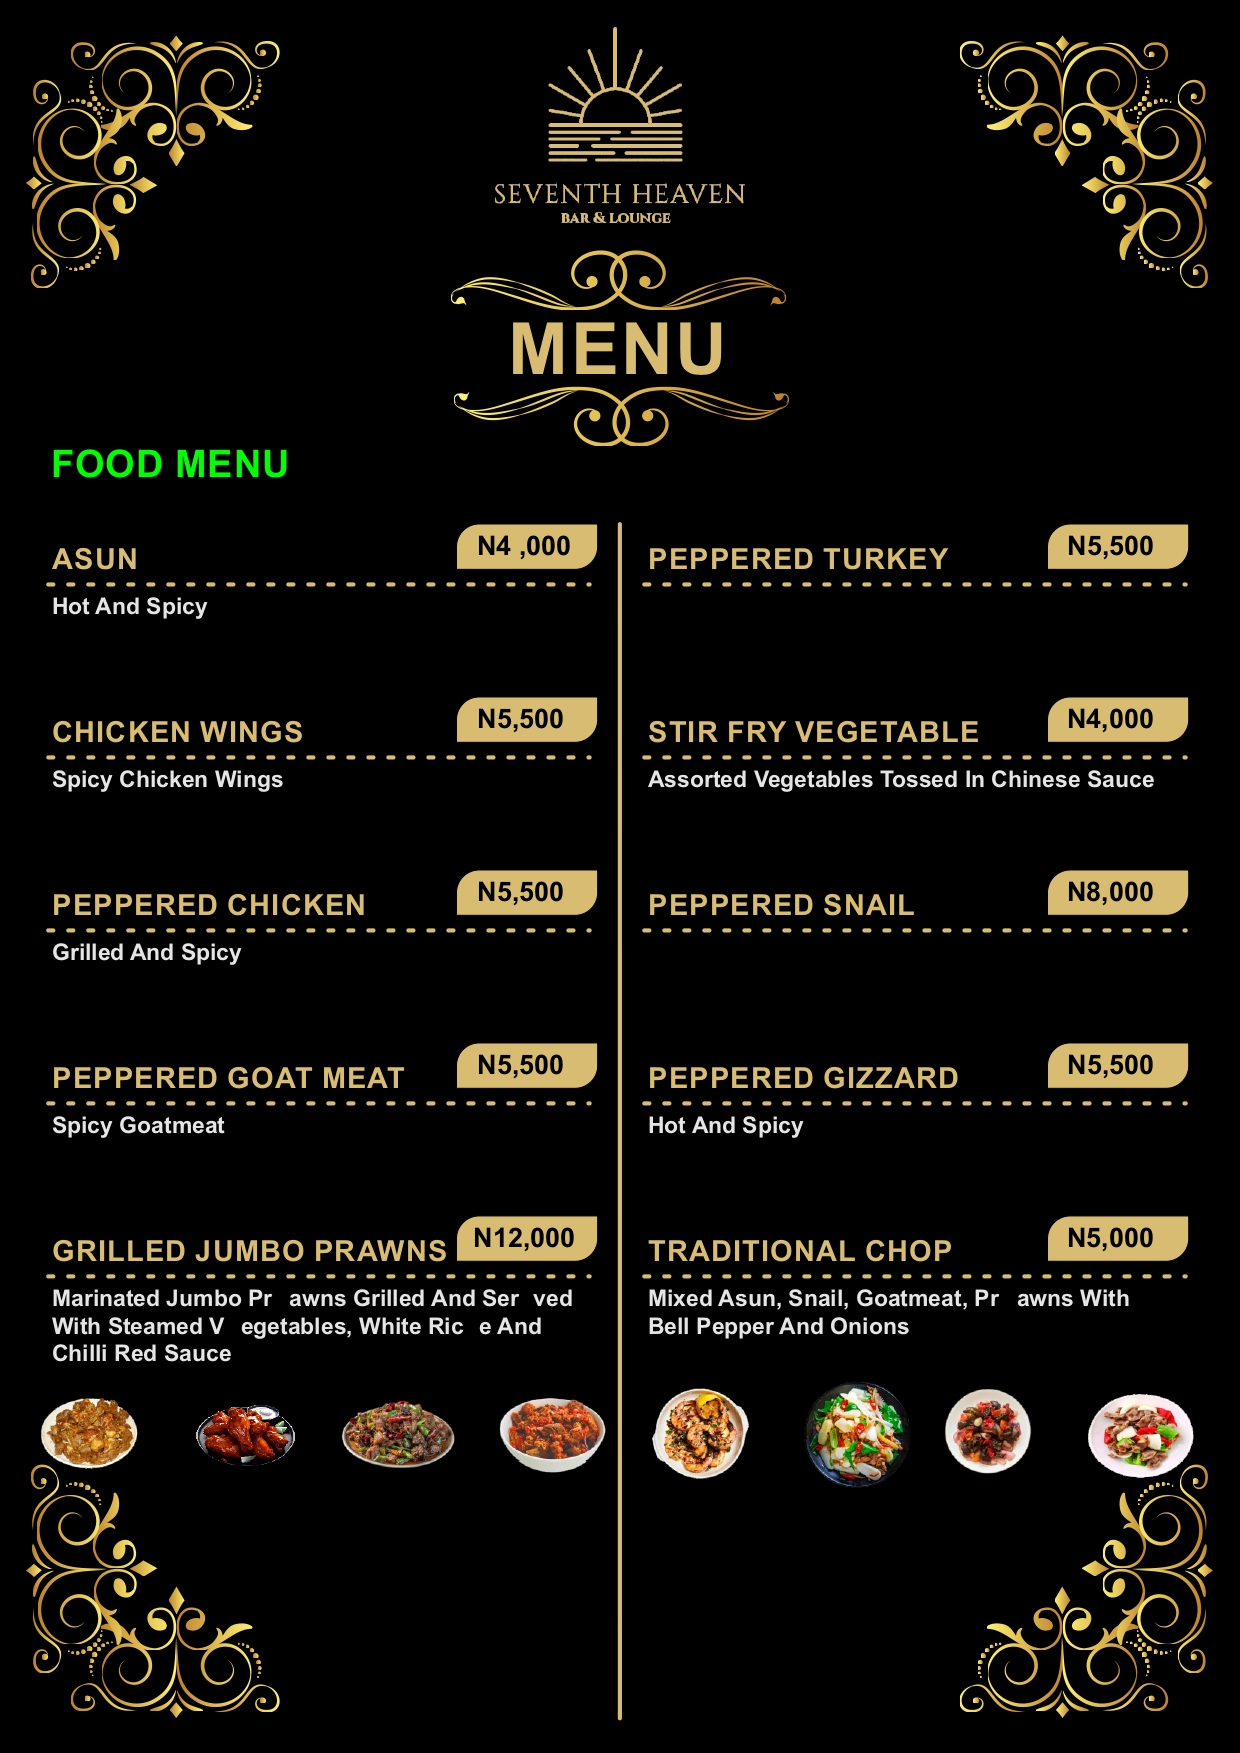 SEVENTH HEAVEN
BAR & LOUNGE
MENU
FOOD MENU
ASUN
N4 ,000
Hot And Spicy
CHICKEN WINGS
N5,500
Spicy Chicken Wings
PEPPERED CHICKEN
N5,500
Grilled And Spicy
PEPPERED GOAT MEAT
N5,500
Spicy Goatmeat
GRILLED JUMBO PRAWNS
N12,000
Marinated Jumbo Pr awns Grilled And Ser ved
With Steamed V egetables, White Ric e And
Chilli Red Sauce
PEPPERED TURKEY
N5,500
STIR FRY VEGETABLE
N4,000
Assorted Vegetables Tossed In Chinese Sauce
PEPPERED SNAIL
N8,000
PEPPERED GIZZARD
N5,500
Hot And Spicy
TRADITIONAL CHOP
N5,000
Mixed Asun, Snail, Goatmeat, Pr awns With
Bell Pepper And Onions